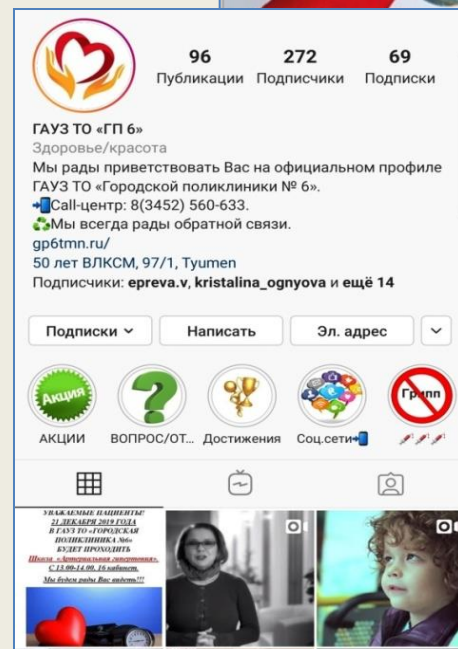 96 272 69
Публикации Подписчики Подписки
ГАУЗ ТО «ГП 6»
Здоровье/красота
Мы рады приветствовать Вас на официальном профиле
ГАУЗ ТО «Городской поликлиники № 6».
Call-центр: 8(3452) 560-633.
Мы всегда рады обратной связи.
gp6tmn.ru/
50 лет ВЛКСМ, 97/1, Tyumen
Подписчики: epreva.v, kristalina_ognyova и ещё 14
Подписки Написать Эл. адрес
Акция
Грипп
АКЦИИ ВОПРОС/ОТ... Достижения Соц.сети
УВАЖАЕМЫЕ ПАЦИЕНТЫ!
21 ДЕКАБРЯ 2019 ГОДА
В ГАУЗ ТО «ГОРОДСКАЯ
ПОЛИКЛИНИКА №6»
БУДЕТ ПРОХОДИТЬ
Школа «Артериальная гипертония».
С 13.00-14.00, 16 кабинет.
Мы будем рады Вас видеть!!!